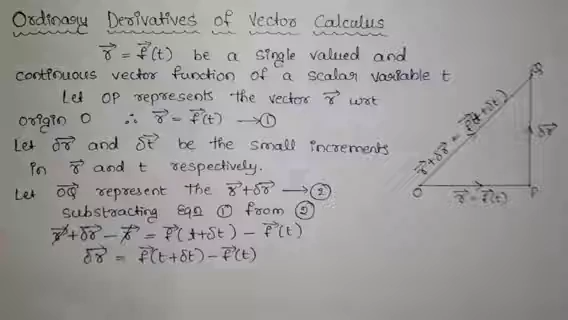 Ordinary Derivatives of Vector Calculus
r⃗ = f⃗(t) be a single valued and
continuous vector function of a scalar variable t
Let OP represents the vector r⃗ wrt
origin O ∴ r⃗ = f⃗(t) → ①
Let δr⃗ and δt⃗ be the small increments
in r⃗ and t respectively.
Let OQ⃗ represent the r⃗+δr⃗ → ②
substracting Eqn ① from ②
r⃗+δr⃗-r⃗ = f⃗(t+δt) - f⃗(t)
δr⃗ = f⃗(t+δt)-f⃗(t)
Q
r⃗+δr⃗ = f⃗(t+δt)
δr⃗
O
P
r⃗=f⃗(t)